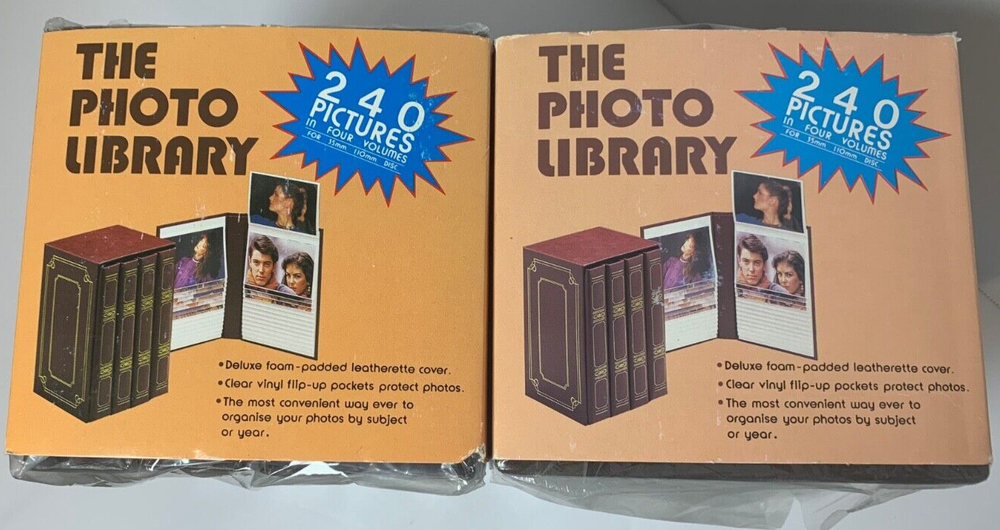 THE
PHOTO
LIBRARY
240
PICTURES
IN FOUR VOLUMES
FOR 35mm 110mm DISC
•Deluxe foam-padded leatherette cover.
•Clear vinyl flip-up pockets protect photos.
•The most convenient way ever to
organise your photos by subject
or year.
THE
PHOTO
LIBRARY
240
PICTURES
IN FOUR VOLUMES
FOR 35mm 110mm DISC
•Deluxe foam-padded leatherette cover.
•Clear vinyl flip-up pockets protect photos.
•The most convenient way ever to
organise your photos by subject
or year.